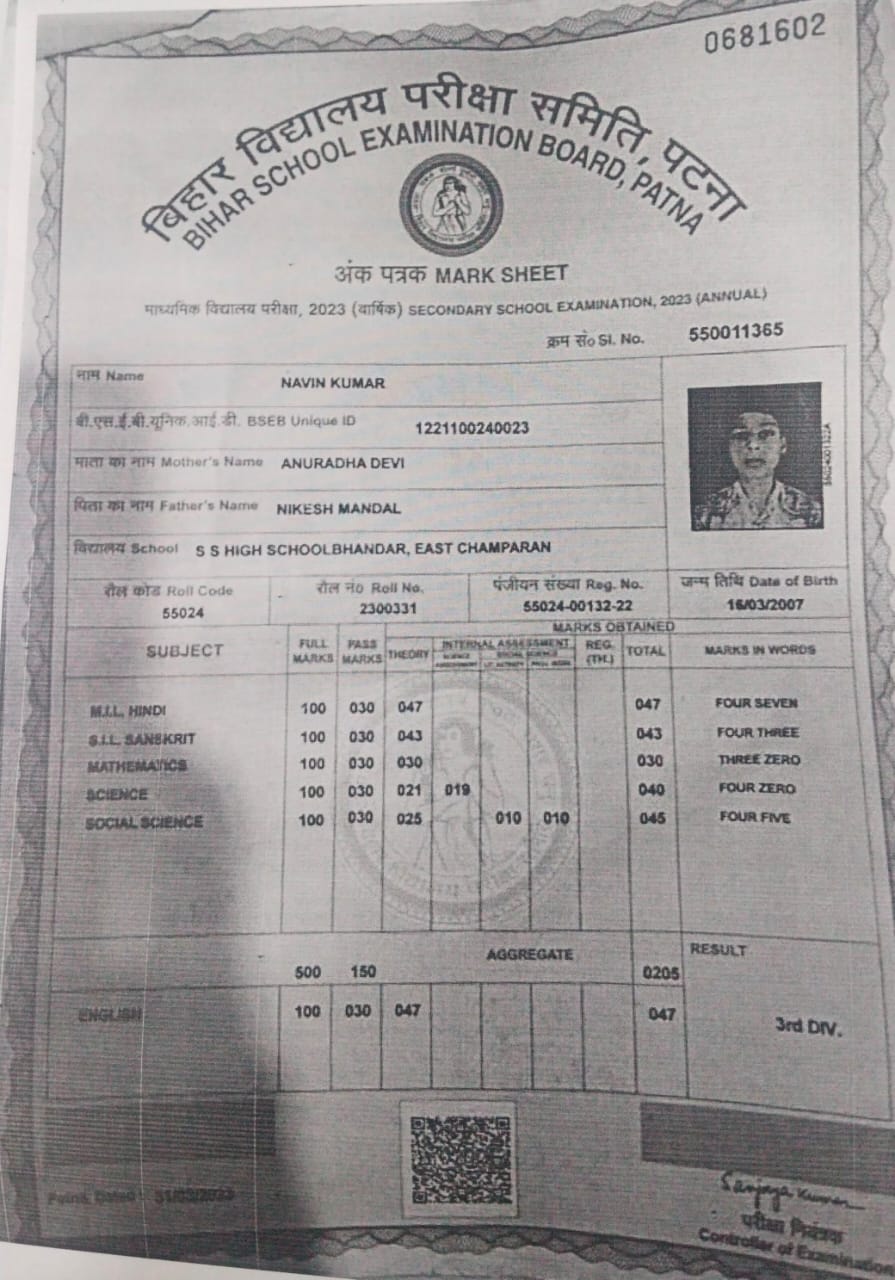 0681602
बिहार विद्यालय परीक्षा समिति, पटना
BIHAR SCHOOL EXAMINATION BOARD, PATNA
अंक पत्रक MARK SHEET
माध्यमिक विद्यालय परीक्षा, 2023 (वार्षिक) SECONDARY SCHOOL EXAMINATION, 2023 (ANNUAL)
क्रम सं० Sl. No. 550011365
नाम Name NAVIN KUMAR
बी.एस.ई.बी.यूनिक.आई.डी. BSEB Unique ID 1221100240023
माता का नाम Mother's Name ANURADHA DEVI
पिता का नाम Father's Name NIKESH MANDAL
विद्यालय School S S HIGH SCHOOLBHANDAR, EAST CHAMPARAN
रौल कोड Roll Code रौल नं० Roll No. पंजीयन संख्या Reg. No. जन्म तिथि Date of Birth
55024 2300331 55024-00132-22 16/03/2007
MARKS OBTAINED
SUBJECT FULL MARKS PASS MARKS THEORY INTERNAL ASSESSMENT REG. (TH.) TOTAL MARKS IN WORDS
M.I.L. HINDI 100 030 047 047 FOUR SEVEN
S.I.L. SANSKRIT 100 030 043 043 FOUR THREE
MATHEMATICS 100 030 030 030 THREE ZERO
SCIENCE 100 030 021 019 040 FOUR ZERO
SOCIAL SCIENCE 100 030 025 010 010 045 FOUR FIVE
AGGREGATE RESULT
500 150 0205
ENGLISH 100 030 047 047 3rd DIV.
Patna, Dated : 31/03/2023
Sanjaya Kumar
परीक्षा नियंत्रक
Controller of Examination